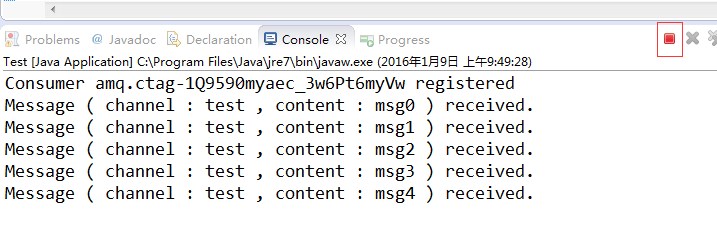 Problems @ Javadoc Declaration Console Progress
Test [Java Application] C:\Program Files\Java\jre7\bin\javaw.exe (2016年1月9日 上午9:49:28)
Consumer amq.ctag-1Q9590myaec_3w6Pt6myVw registered
Message ( channel : test , content : msg0 ) received.
Message ( channel : test , content : msg1 ) received.
Message ( channel : test , content : msg2 ) received.
Message ( channel : test , content : msg3 ) received.
Message ( channel : test , content : msg4 ) received.